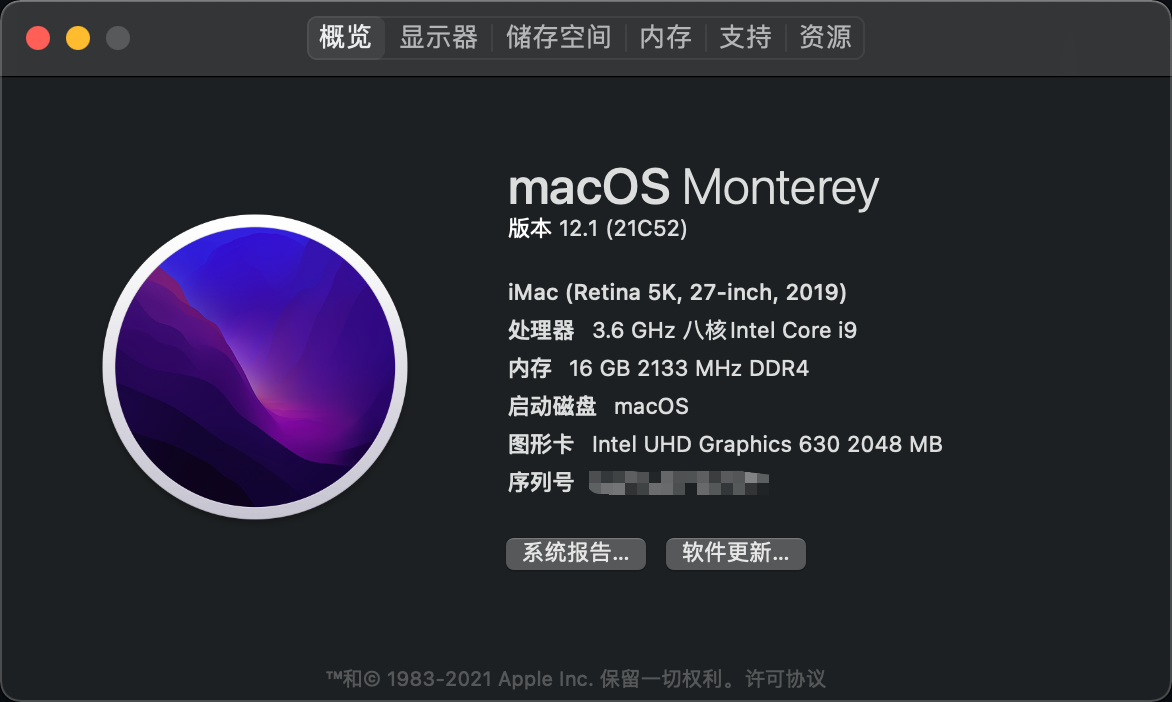 概览 显示器 储存空间 内存 支持 资源
macOS Monterey
版本 12.1 (21C52)
iMac (Retina 5K, 27-inch, 2019)
处理器 3.6 GHz 八核Intel Core i9
内存 16 GB 2133 MHz DDR4
启动磁盘 macOS
图形卡 Intel UHD Graphics 630 2048 MB
序列号
系统报告... 软件更新...
™和© 1983-2021 Apple Inc. 保留一切权利。许可协议